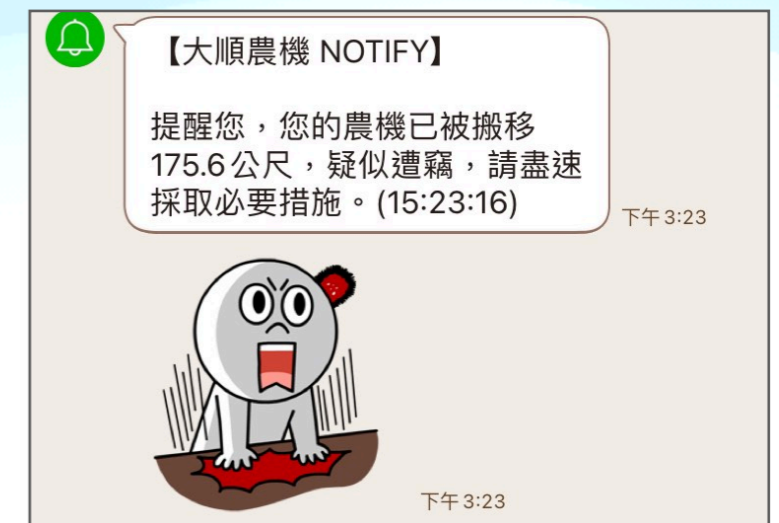 【大順農機 NOTIFY】
提醒您，您的農機已被搬移
175.6公尺，疑似遭竊，請盡速
採取必要措施。(15:23:16)
下午3:23
下午3:23